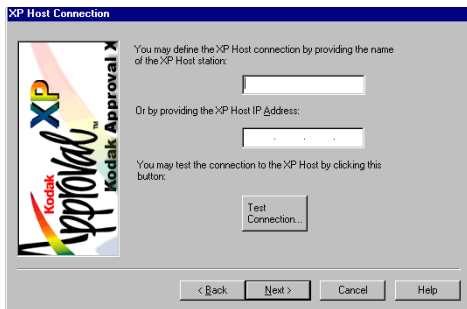 XP Host Connection
You may define the XP Host connection by providing the name
of the XP Host station:
Or by providing the XP Host IP Address:
. . .
You may test the connection to the XP Host by clicking this
button:
Test
Connection...
Kodak
Approval XP
™
Kodak Approval X
< Back
Next >
Cancel
Help